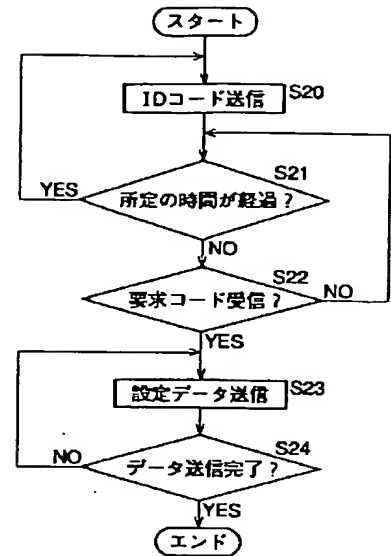 スタート
IDコード送信
S20
S21
所定の時間が経過?
YES
NO
S22
要求コード受信?
NO
YES
設定データ送信
S23
S24
データ送信完了?
NO
YES
エンド